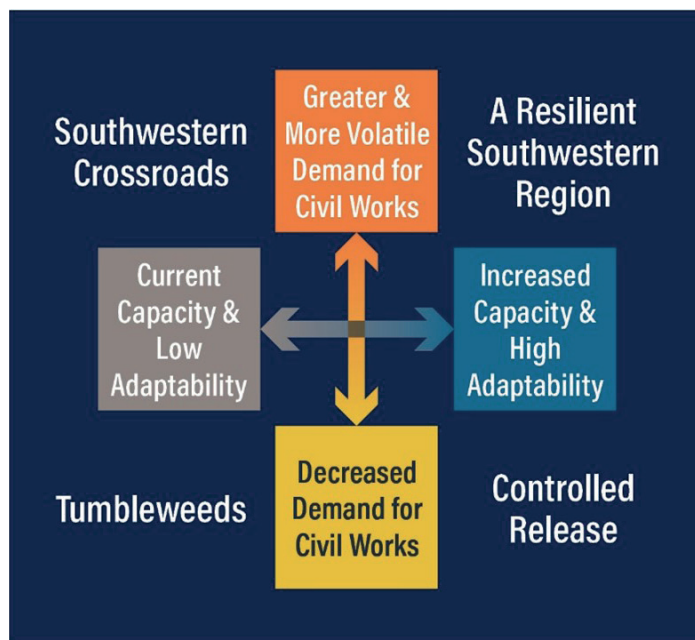 Southwestern
Crossroads
Greater &
More Volatile
Demand for
Civil Works
A Resilient
Southwestern
Region
Current
Capacity &
Low
Adaptability
Increased
Capacity &
High
Adaptability
Tumbleweeds
Decreased
Demand for
Civil Works
Controlled
Release